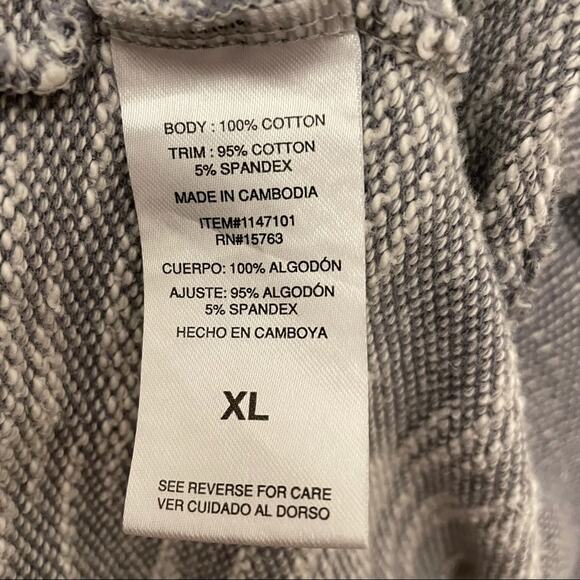 BODY : 100% COTTON
TRIM : 95% COTTON
5% SPANDEX
MADE IN CAMBODIA
ITEM#1147101
RN#15763
CUERPO: 100% ALGODÓN
AJUSTE: 95% ALGODÓN
5% SPANDEX
HECHO EN CAMBOYA
XL
SEE REVERSE FOR CARE
VER CUIDADO AL DORSO